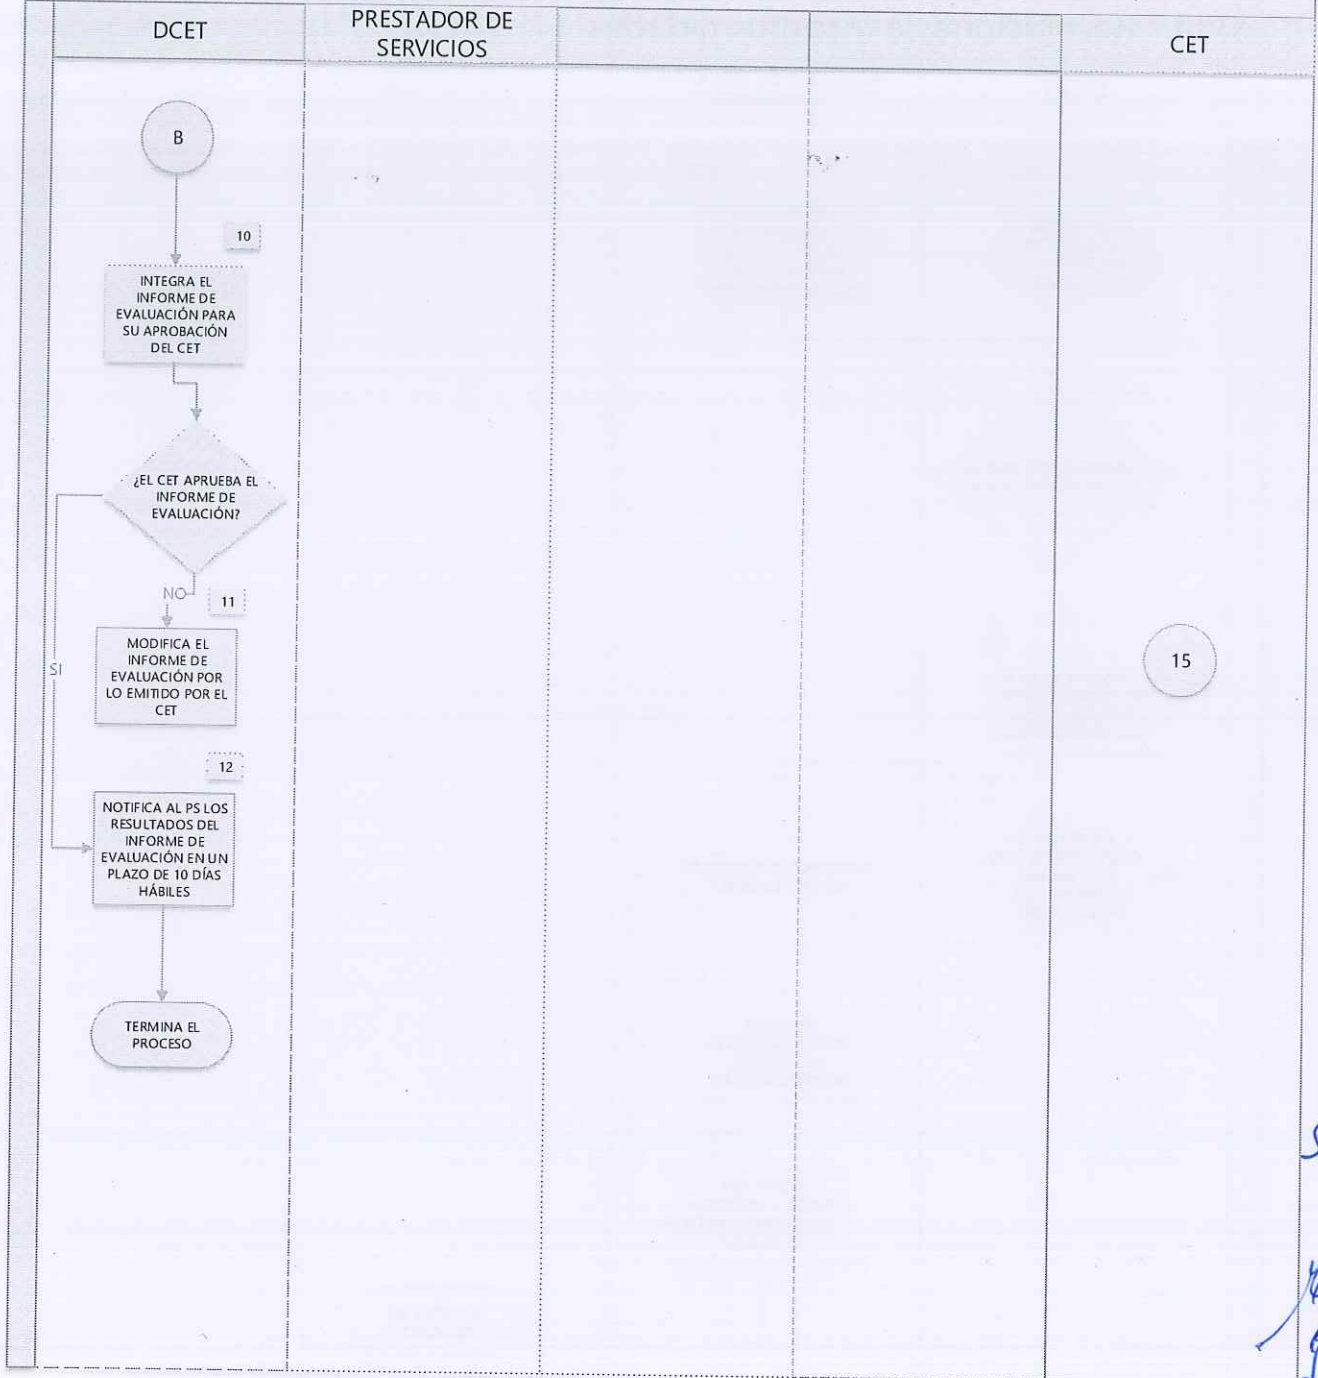 DCET
PRESTADOR DE
SERVICIOS
CET
B
10
INTEGRA EL
INFORME DE
EVALUACIÓN PARA
SU APROBACIÓN
DEL CET
¿EL CET APRUEBA EL
INFORME DE
EVALUACIÓN?
NO
11
SI
MODIFICA EL
INFORME DE
EVALUACIÓN POR
LO EMITIDO POR EL
CET
15
12
NOTIFICA AL PS LOS
RESULTADOS DEL
INFORME DE
EVALUACIÓN EN UN
PLAZO DE 10 DÍAS
HÁBILES
TERMINA EL
PROCESO